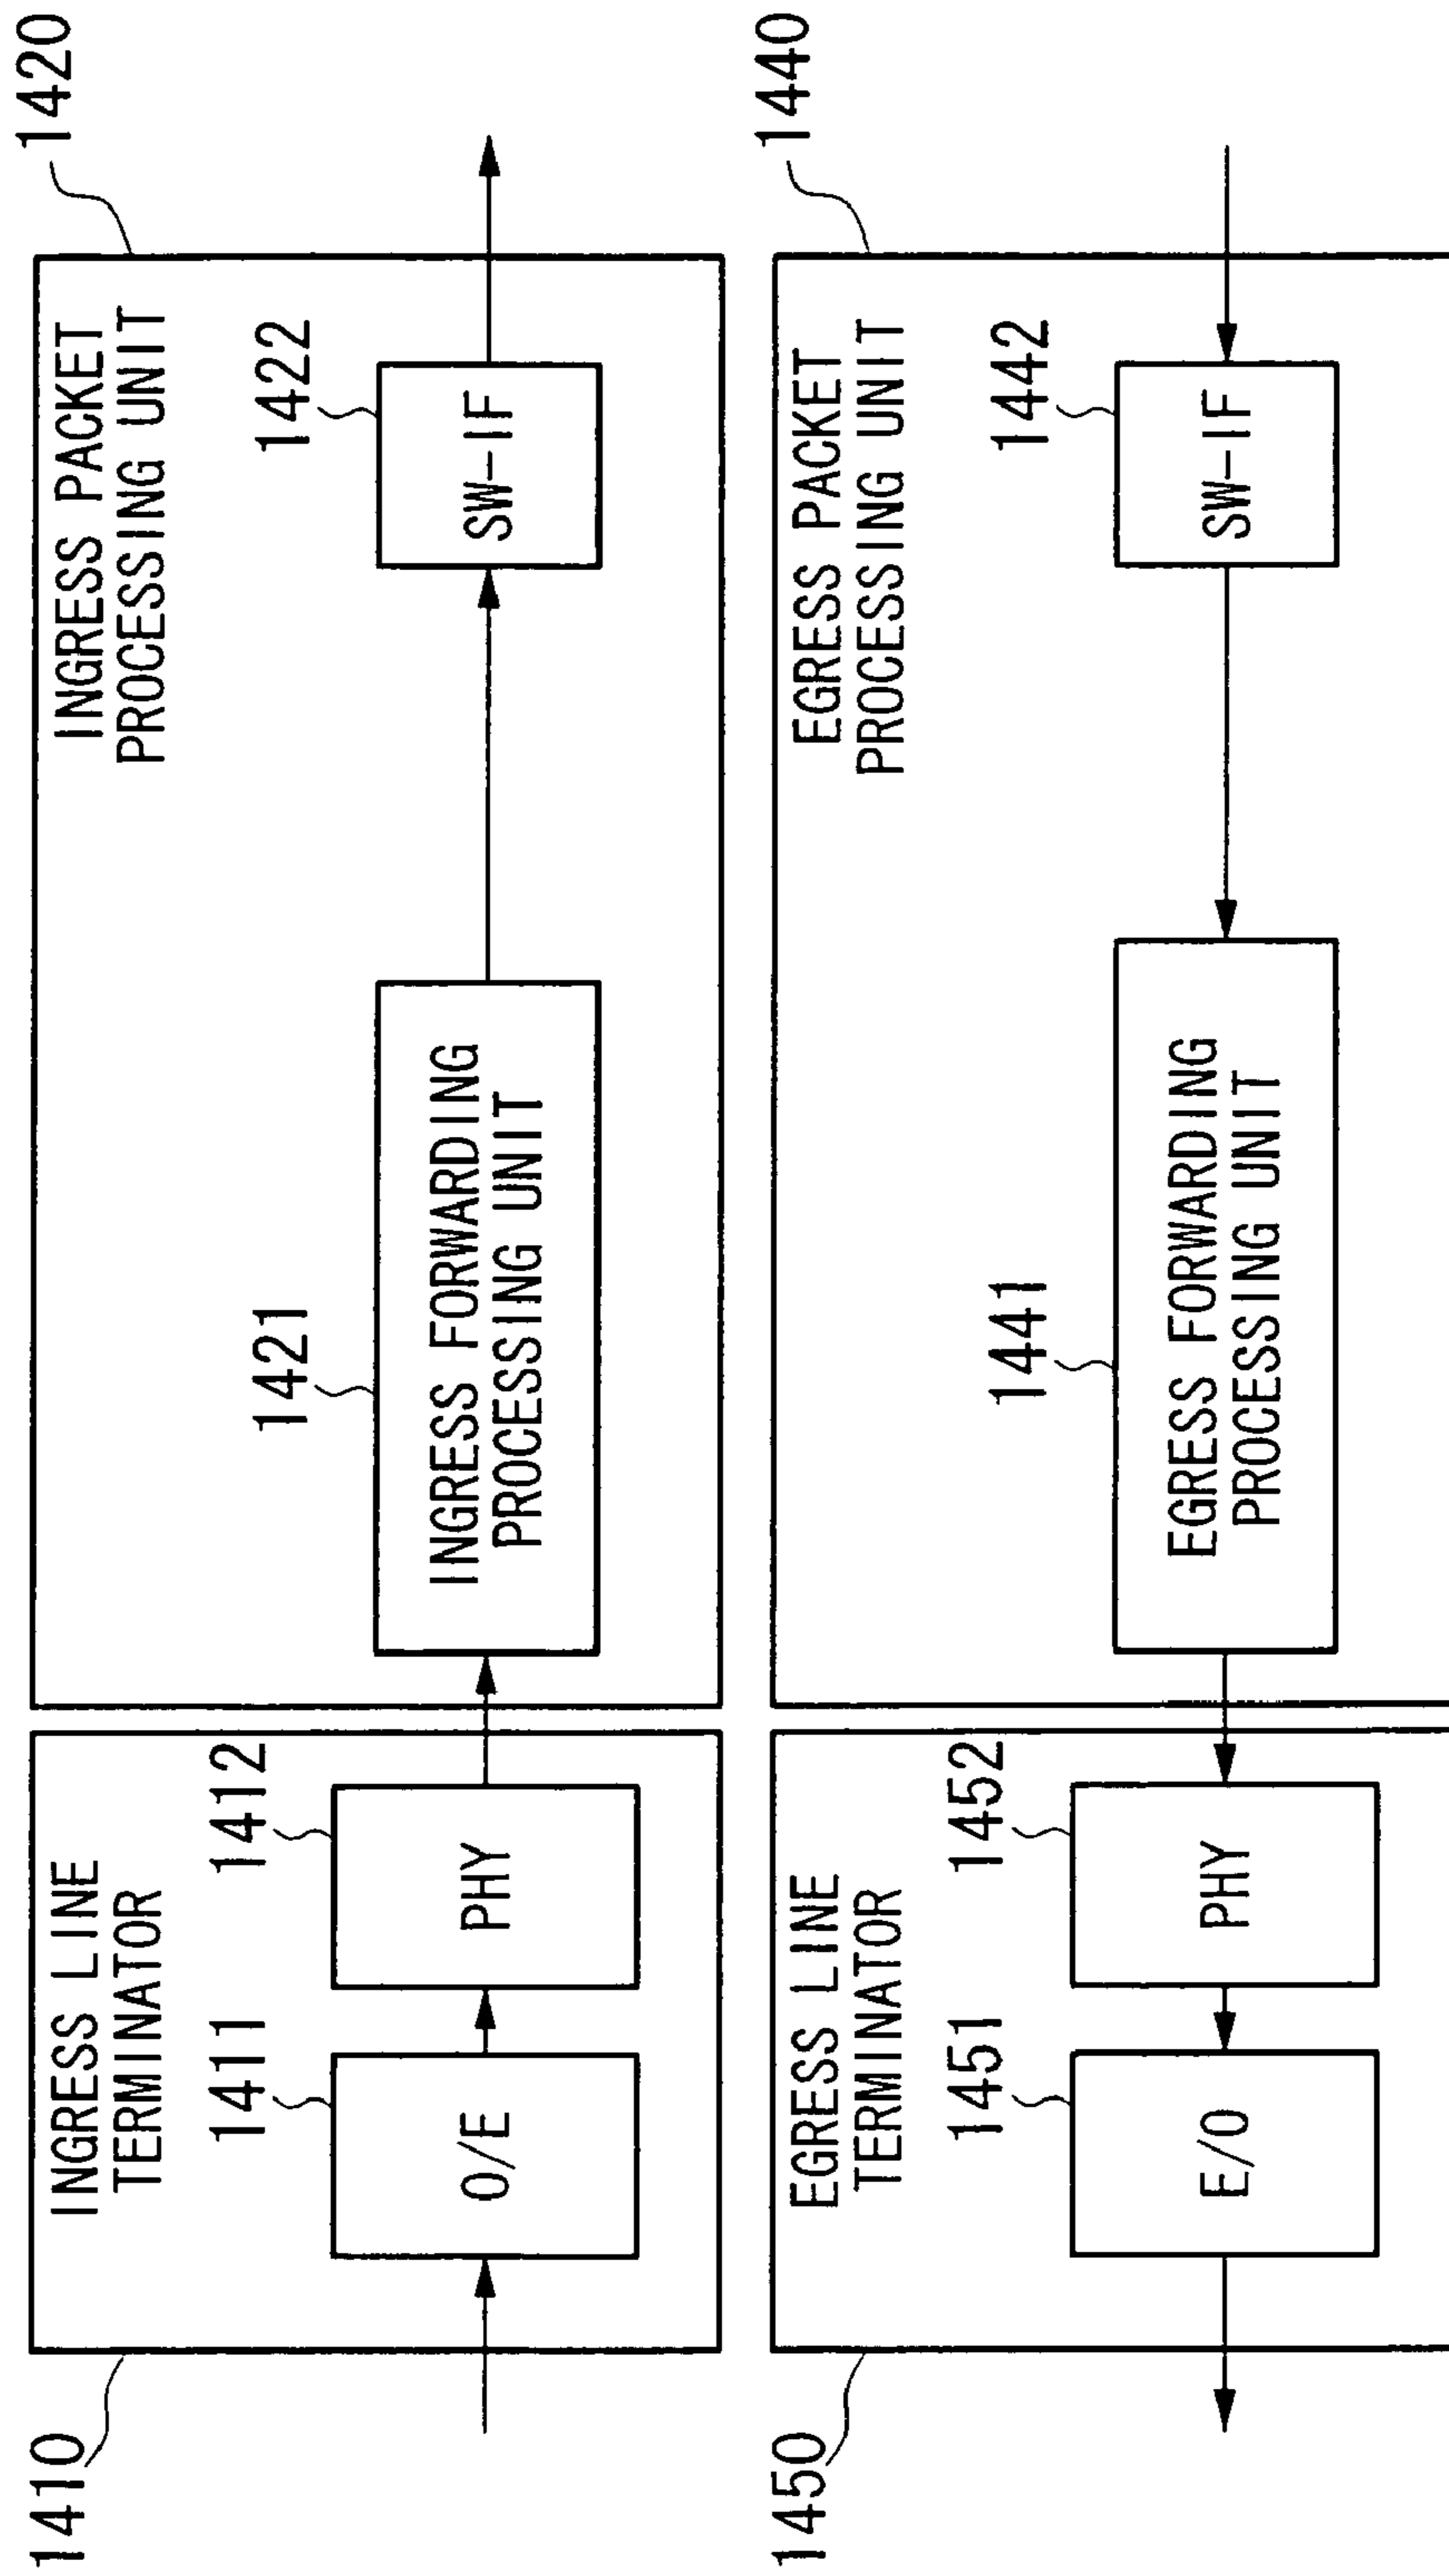 1410
INGRESS LINE
TERMINATOR
1411
O/E
1412
PHY
1420
INGRESS PACKET
PROCESSING UNIT
1421
INGRESS FORWARDING
PROCESSING UNIT
1422
SW-IF
1450
EGRESS LINE
TERMINATOR
1451
E/O
1452
PHY
1440
EGRESS PACKET
PROCESSING UNIT
1441
EGRESS FORWARDING
PROCESSING UNIT
1442
SW-IF